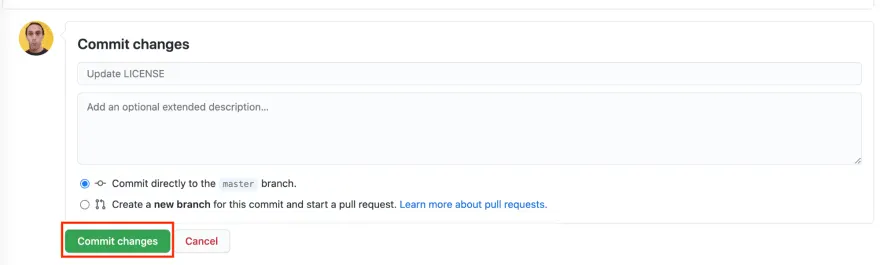 Commit changes
Update LICENSE
Add an optional extended description...
Commit directly to the master branch.
Create a new branch for this commit and start a pull request. Learn more about pull requests.
Commit changes Cancel